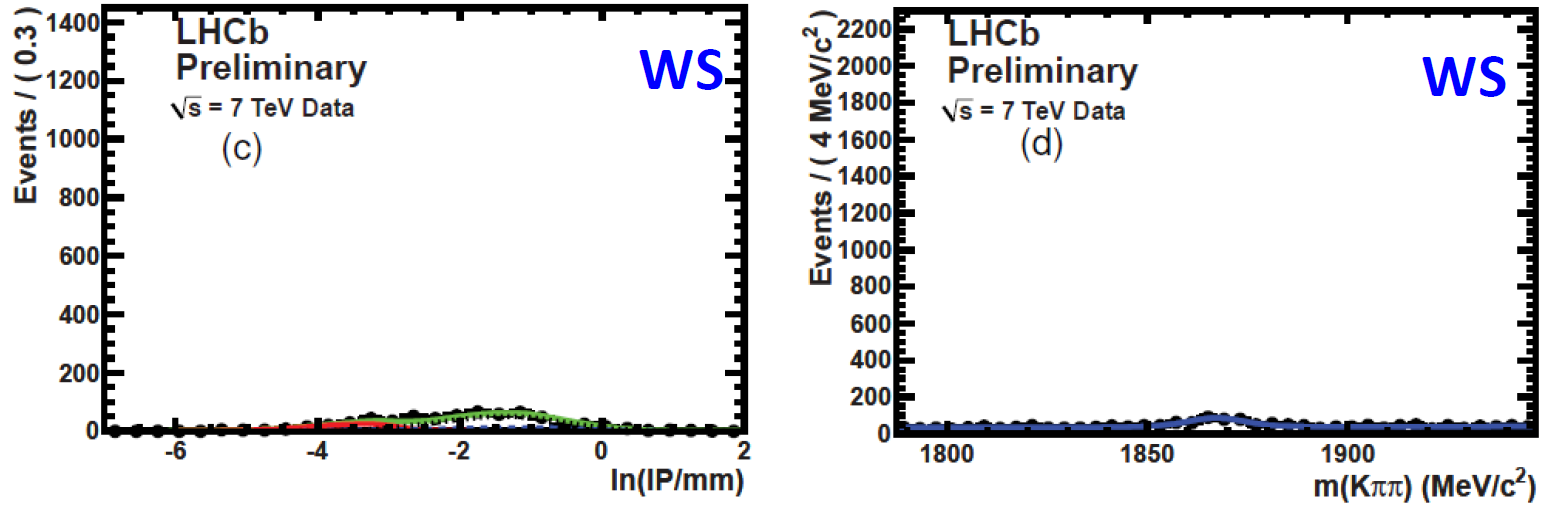 LHCb
Preliminary
√s = 7 TeV Data
(c)
WS
Events / ( 0.3 )
1400
1200
1000
800
600
400
200
0
-6 -4 -2 0 2
ln(IP/mm)
LHCb
Preliminary
√s = 7 TeV Data
(d)
WS
Events / ( 4 MeV/c²)
2200
2000
1800
1600
1400
1200
1000
800
600
400
200
0
1800 1850 1900
m(Kππ) (MeV/c²)